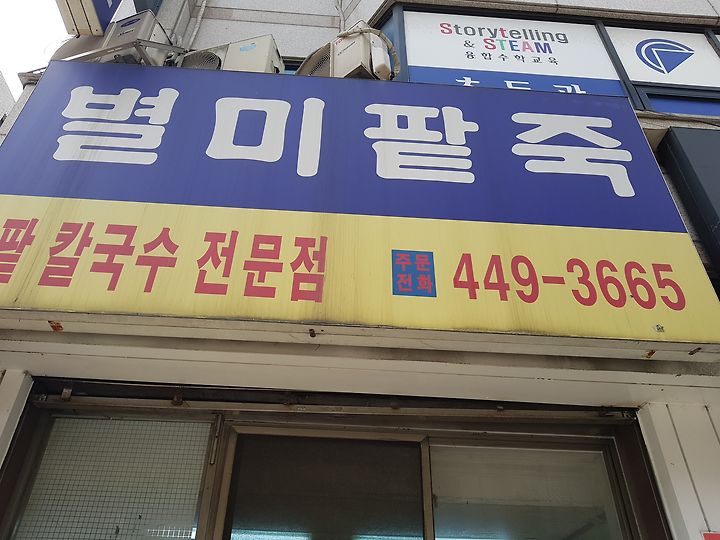 Storytelling
& STEAM
융합수학교육
별미팥죽
팥 칼국수 전문점
주문
전화
449-3665